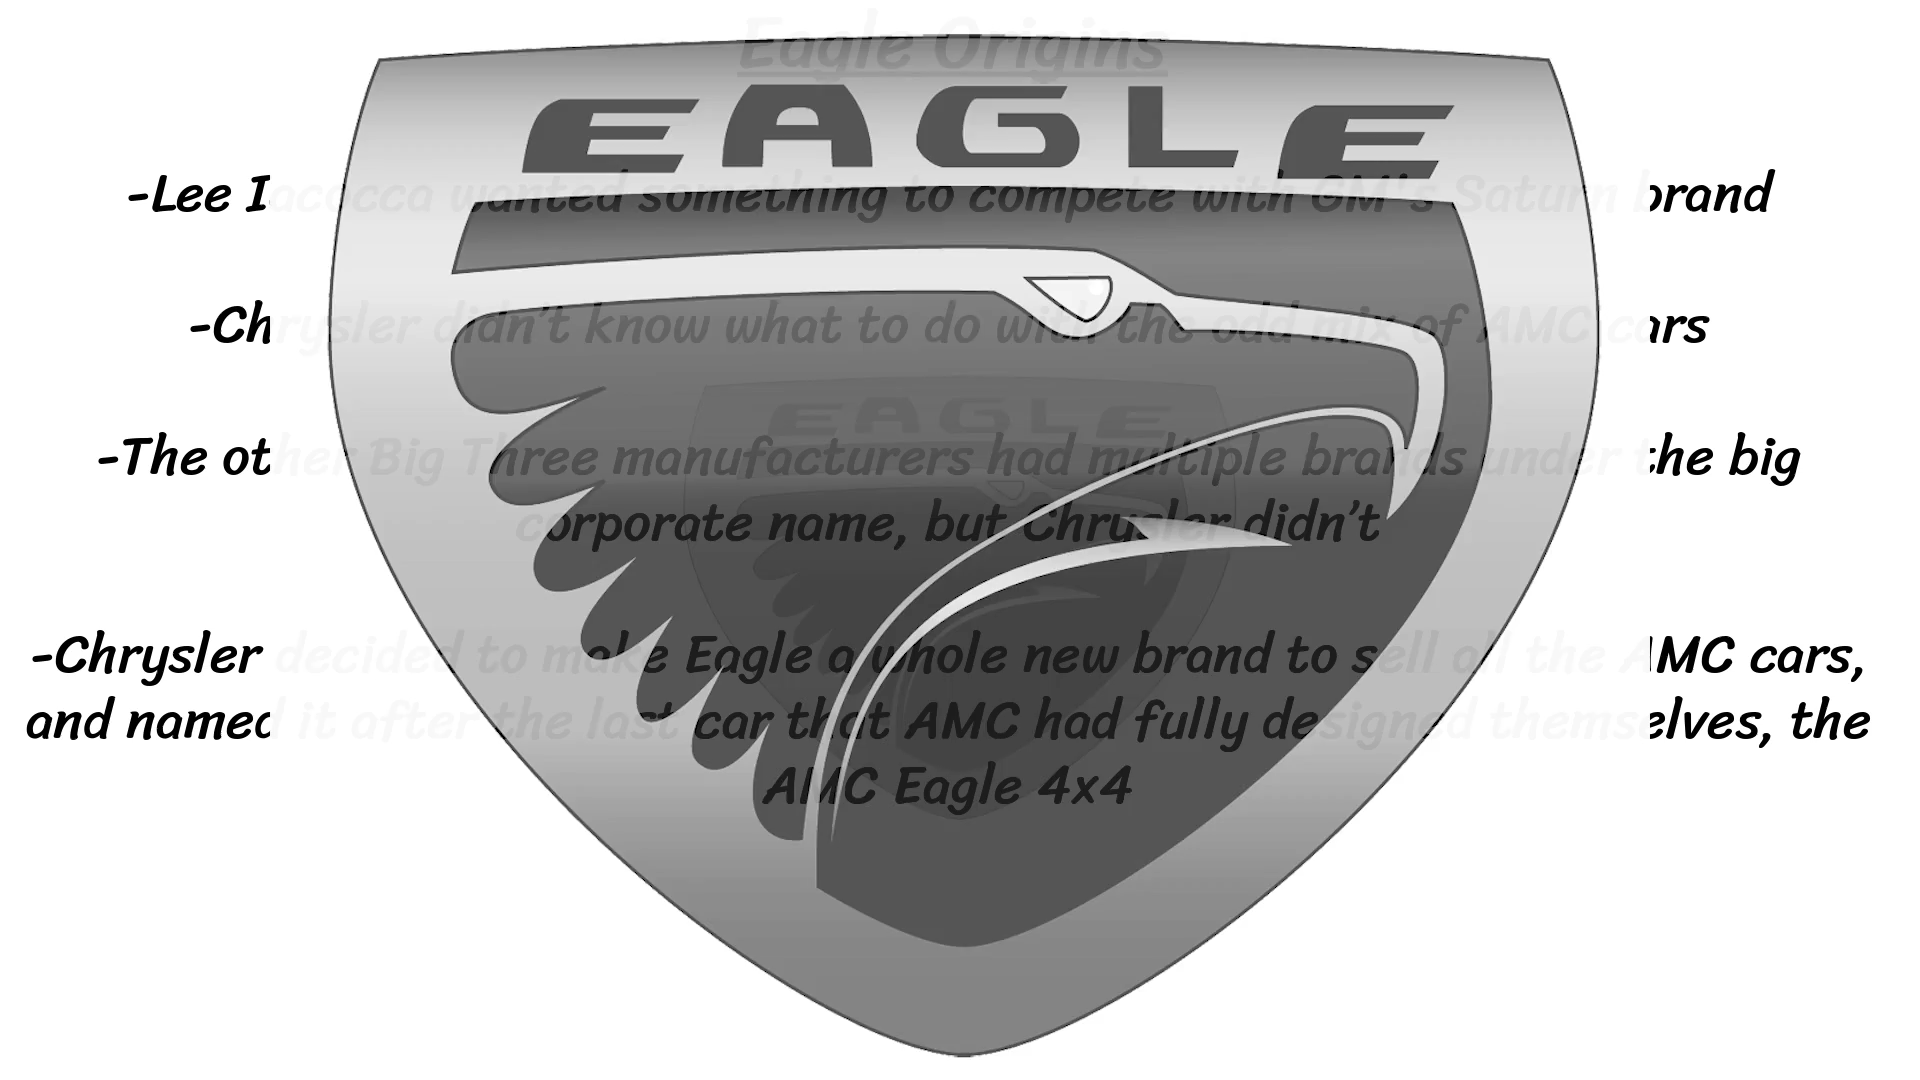 Eagle Origins
EAGLE
-Lee Iacocca wanted something to compete with GM's Saturn brand
-Chrysler didn't know what to do with the odd mix of AMC cars
EAGLE
-The other Big Three manufacturers had multiple brands under the big
corporate name, but Chrysler didn't
-Chrysler decided to make Eagle a whole new brand to sell all the AMC cars,
and named it after the last car that AMC had fully designed themselves, the
AMC Eagle 4x4